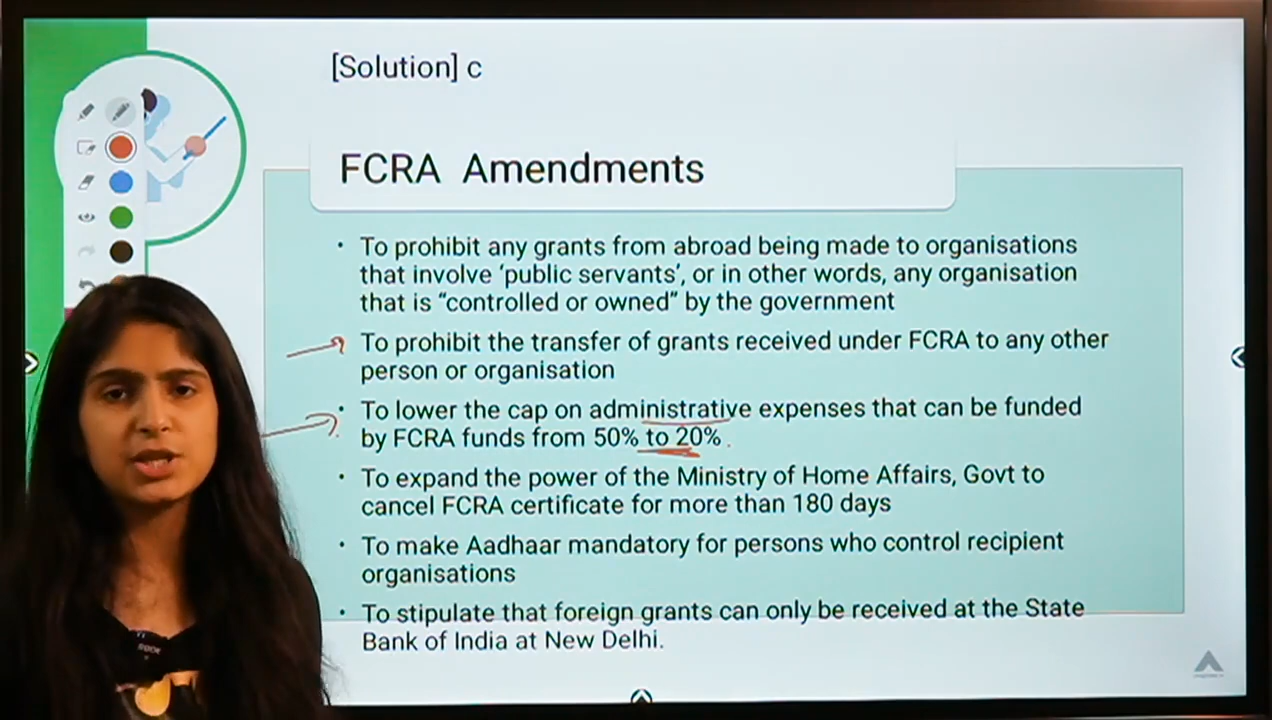 [Solution] c
FCRA Amendments
• To prohibit any grants from abroad being made to organisations
that involve ‘public servants’, or in other words, any organisation
that is “controlled or owned” by the government
To prohibit the transfer of grants received under FCRA to any other
person or organisation
• To lower the cap on administrative expenses that can be funded
by FCRA funds from 50% to 20%.
• To expand the power of the Ministry of Home Affairs, Govt to
cancel FCRA certificate for more than 180 days
• To make Aadhaar mandatory for persons who control recipient
organisations
• To stipulate that foreign grants can only be received at the State
Bank of India at New Delhi.